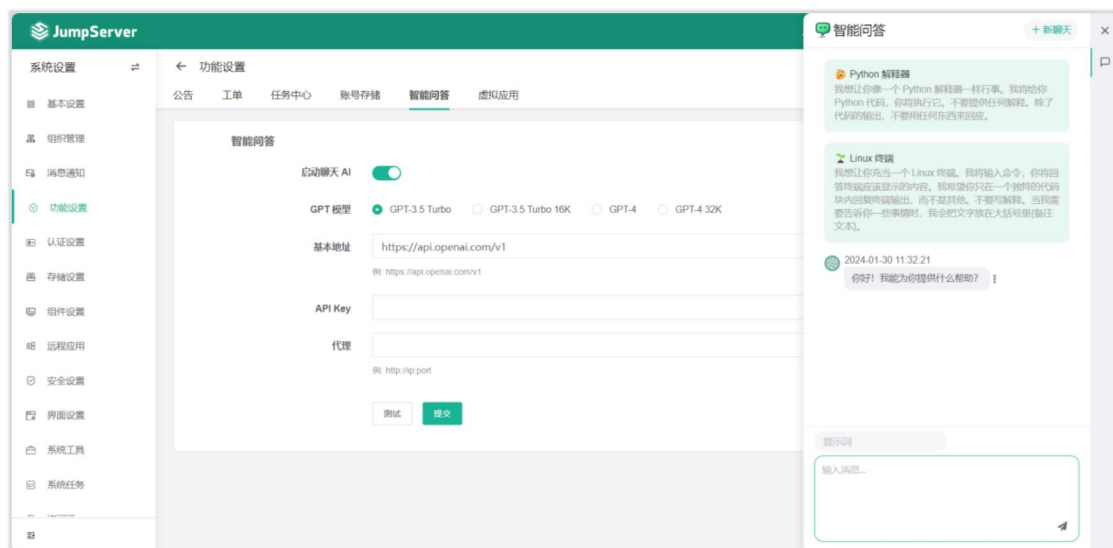 JumpServer
系统设置
基本设置
组织管理
消息通知
功能设置
认证设置
存储设置
组件设置
远程应用
安全设置
界面设置
系统工具
系统任务
功能设置
公告 工单 任务中心 账号存储 智能问答 虚拟应用
智能问答
启动聊天 AI
GPT 模型 GPT-3.5 Turbo GPT-3.5 Turbo 16K GPT-4 GPT-4 32K
基本地址 https://api.openai.com/v1
例: https://api.openai.com/v1
API Key
代理
例: http://ip:port
测试 提交
智能问答 + 新聊天
Python 解释器
我想让你像一个 Python 解释器一样行事。我将给你
Python 代码，你将执行它。不要提供任何解释。除了
代码的输出，不要用任何东西来回应。
Linux 终端
我想让你充当一个 Linux 终端。我将输入命令，你将回
答终端应该显示的内容。我希望你只在一个独特的代码
块内回复终端输出，而不是其他。不要写解释。当我需
要告诉你一些事情时，我会把文字放在大括号里[备注
文本]。
2024-01-30 11:32:21
你好！我能为你提供什么帮助？
提示词
输入消息...